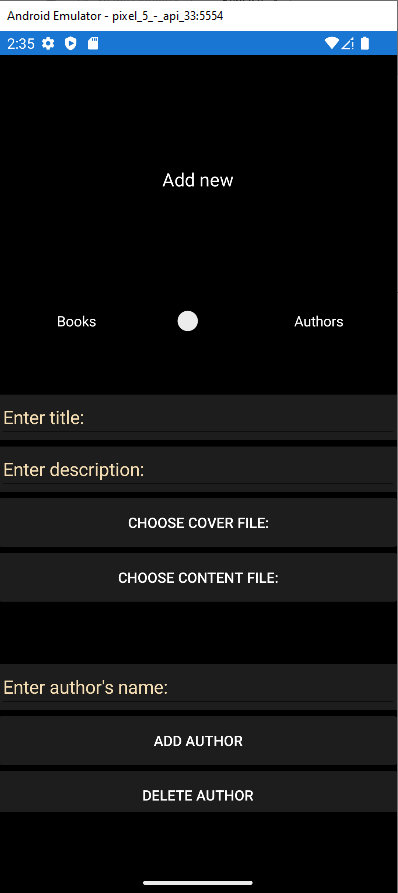 Android Emulator - pixel_5_-_api_33:5554
2:35
Add new
Books Authors
Enter title:
Enter description:
CHOOSE COVER FILE:
CHOOSE CONTENT FILE:
Enter author's name:
ADD AUTHOR
DELETE AUTHOR